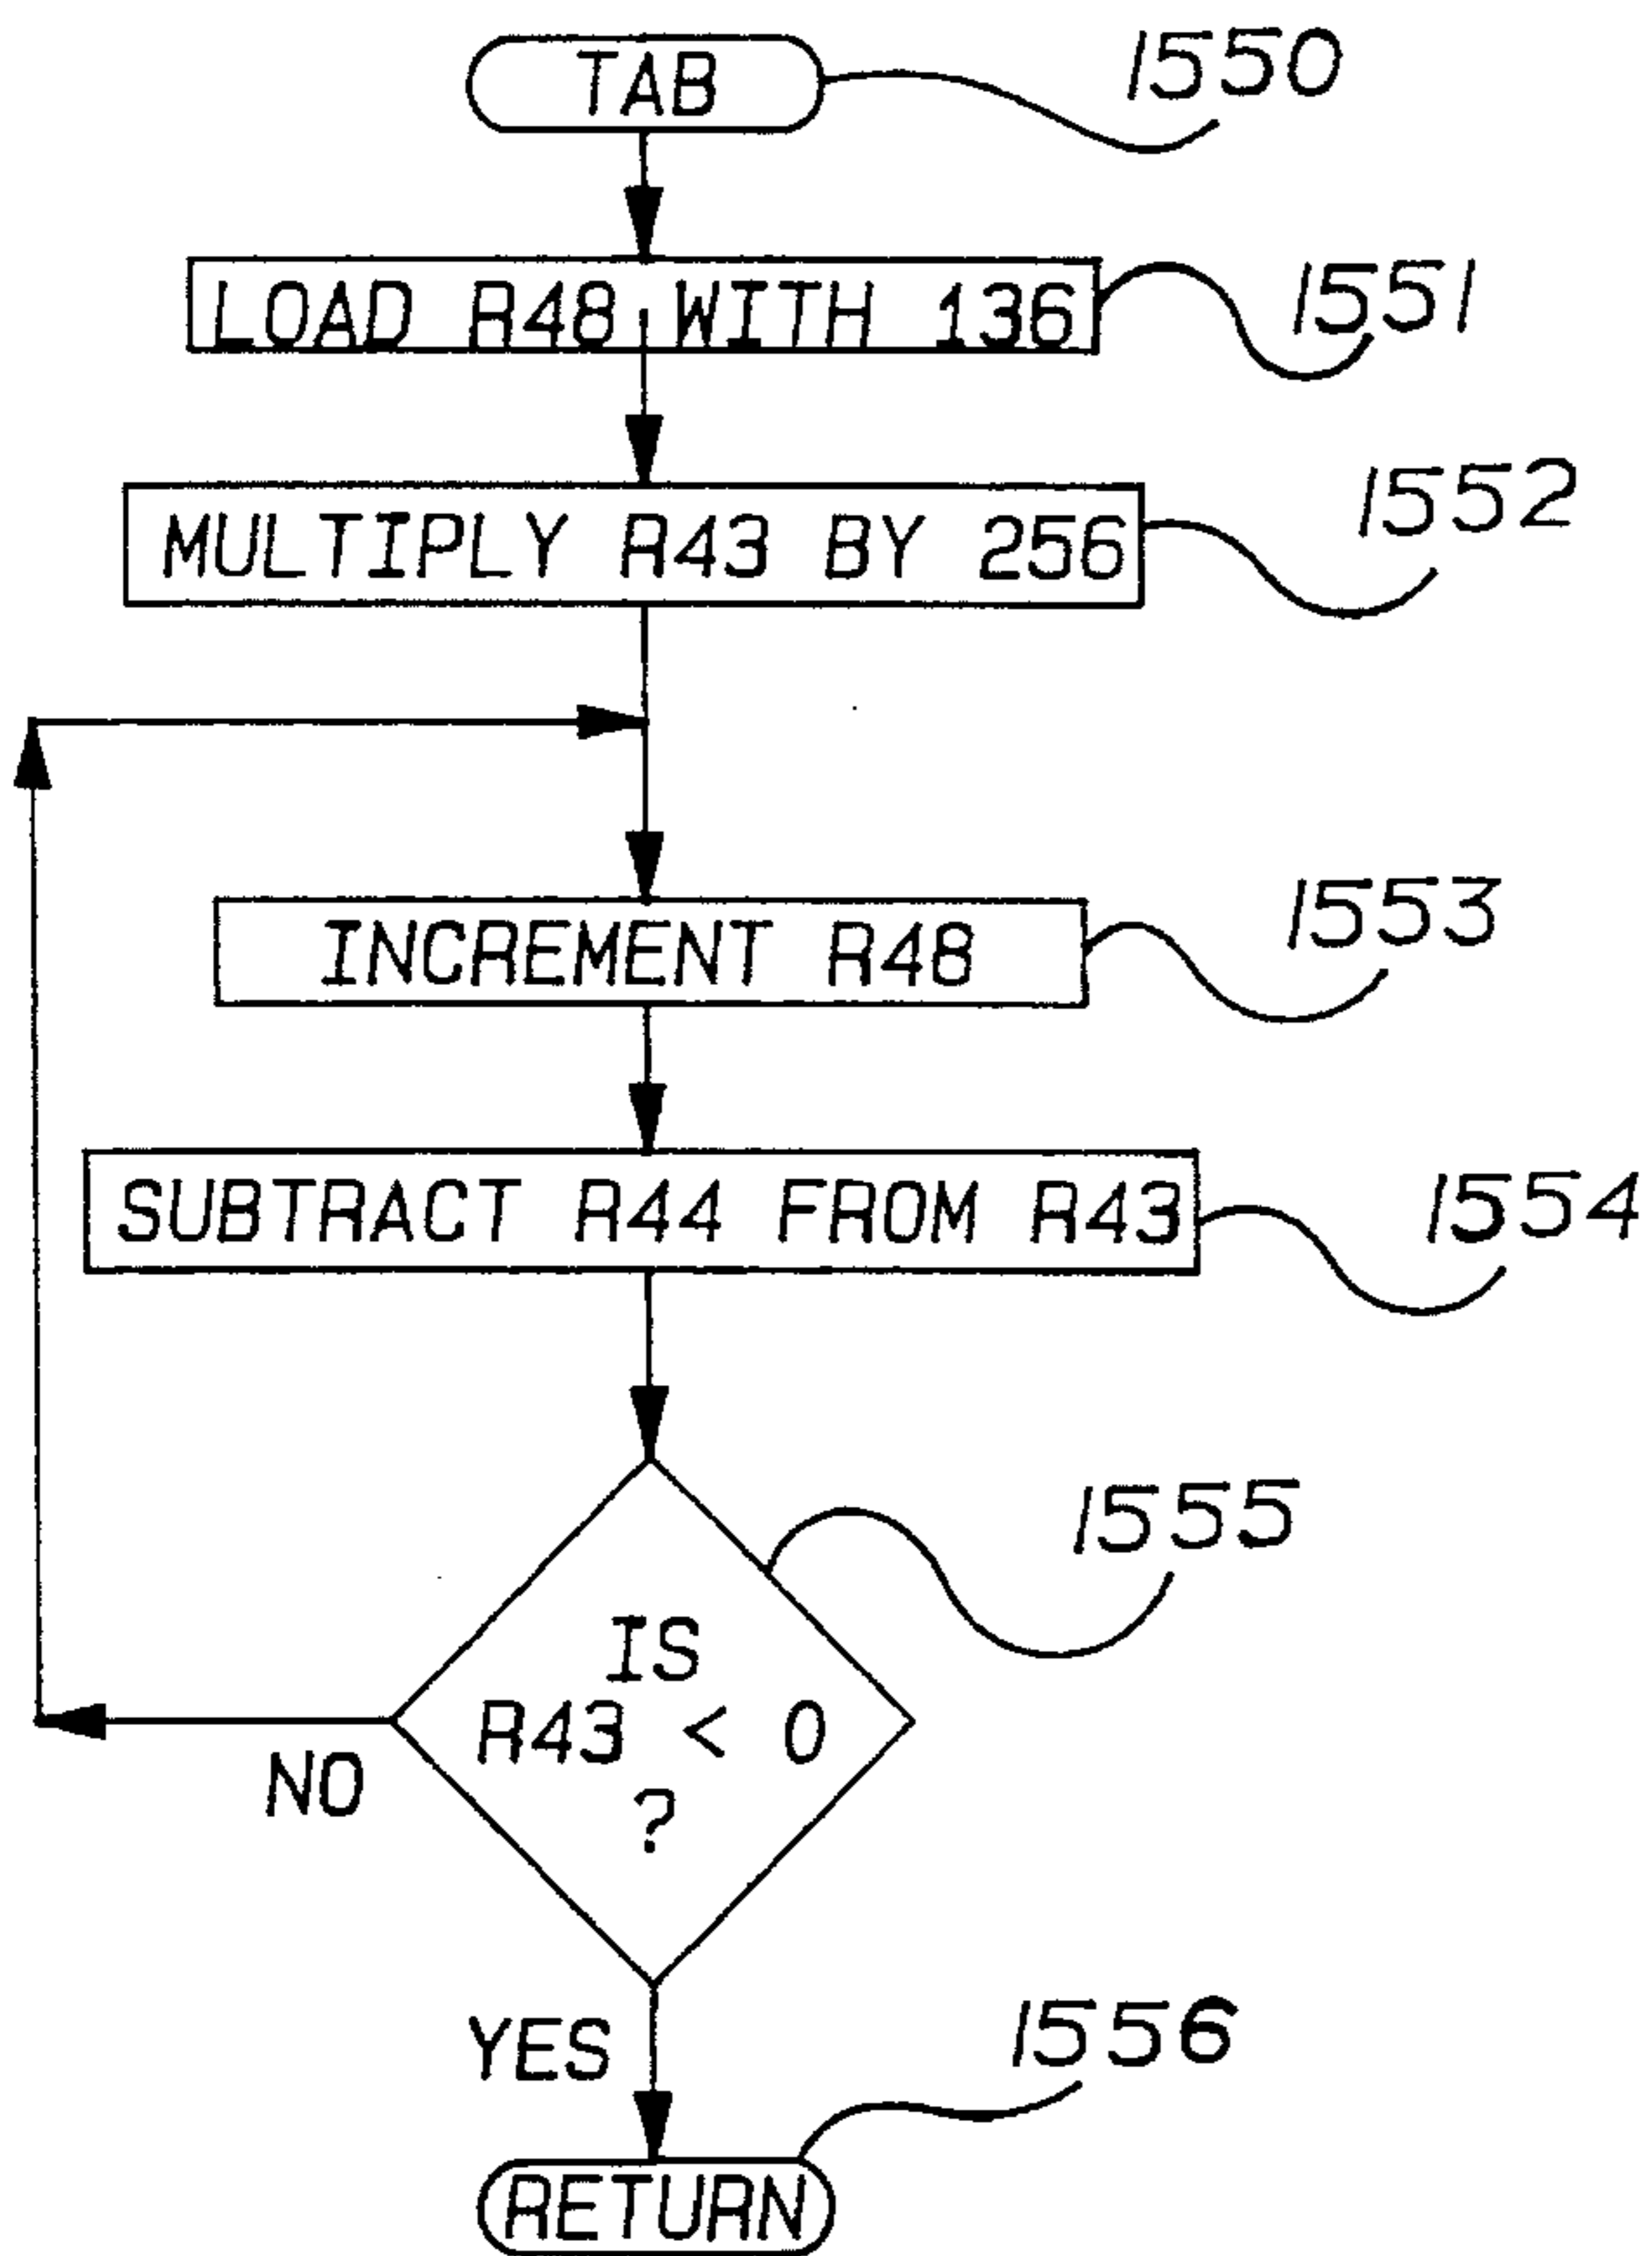 TAB
1550
LOAD R48 WITH 136
1551
MULTIPLY R43 BY 256
1552
INCREMENT R48
1553
SUBTRACT R44 FROM R43
1554
1555
IS
R43 < 0
?
NO
YES
1556
RETURN